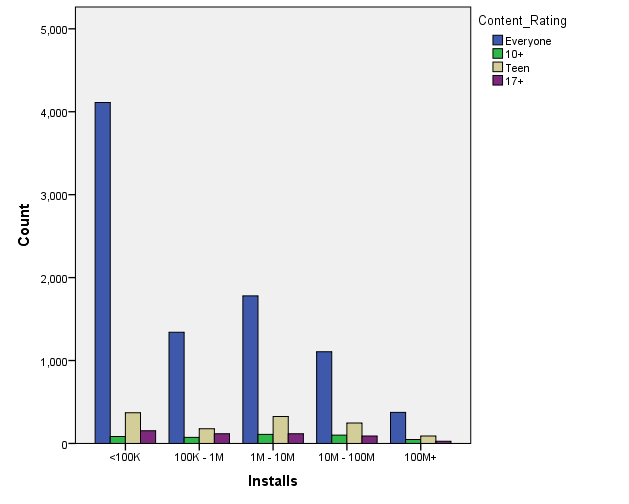 Content_Rating
Everyone
10+
Teen
17+
5,000
4,000
3,000
2,000
1,000
0
Count
<100K
100K - 1M
1M - 10M
10M - 100M
100M+
Installs